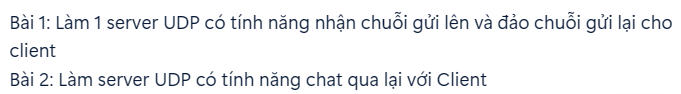 Bài 1: Làm 1 server UDP có tính năng nhận chuỗi gửi lên và đảo chuỗi gửi lại cho
client
Bài 2: Làm server UDP có tính năng chat qua lại với Client